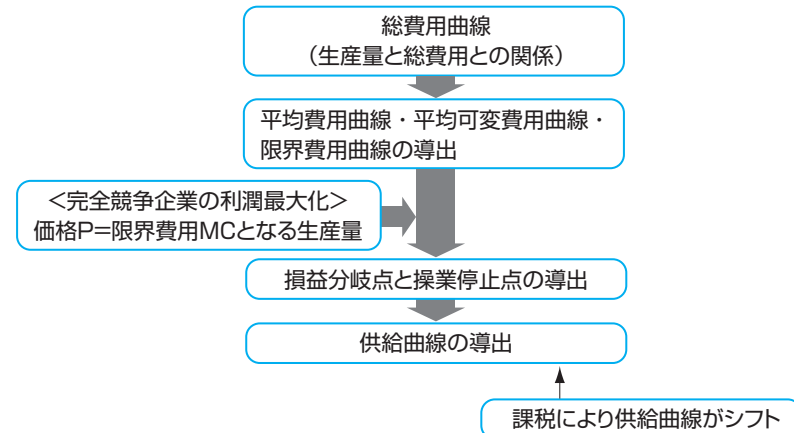 総費用曲線
（生産量と総費用との関係）
平均費用曲線・平均可変費用曲線・
限界費用曲線の導出
＜完全競争企業の利潤最大化＞
価格P=限界費用MCとなる生産量
損益分岐点と操業停止点の導出
供給曲線の導出
課税により供給曲線がシフト